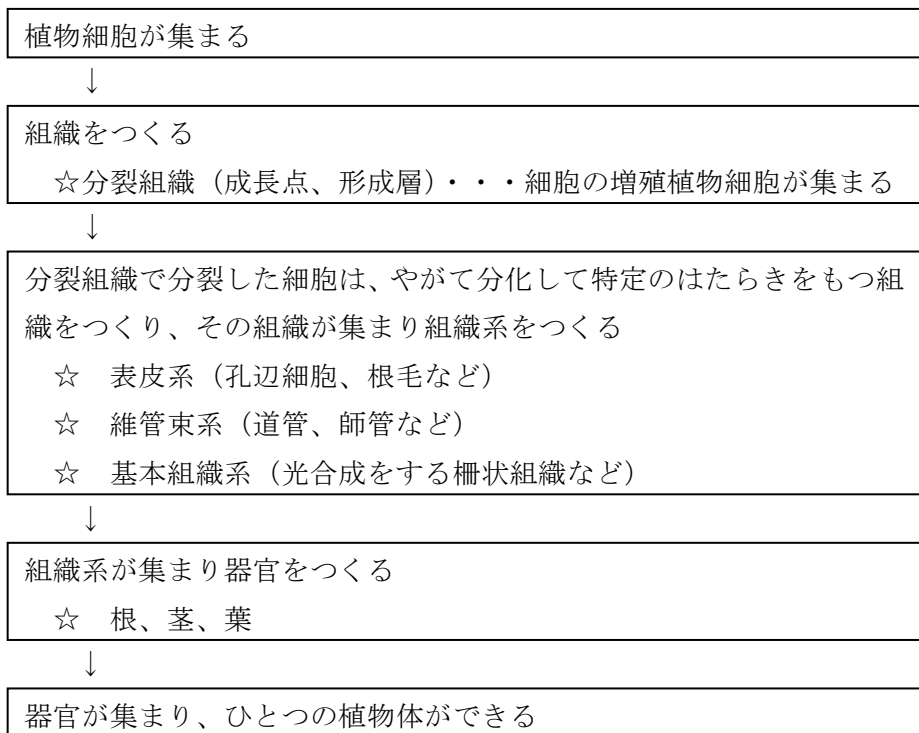 植物細胞が集まる
↓
組織をつくる
☆分裂組織（成長点、形成層）・・・細胞の増殖植物細胞が集まる
↓
分裂組織で分裂した細胞は、やがて分化して特定のはたらきをもつ組
織をつくり、その組織が集まり組織系をつくる
☆　表皮系（孔辺細胞、根毛など）
☆　維管束系（道管、師管など）
☆　基本組織系（光合成をする柵状組織など）
↓
組織系が集まり器官をつくる
☆　根、茎、葉
↓
器官が集まり、ひとつの植物体ができる